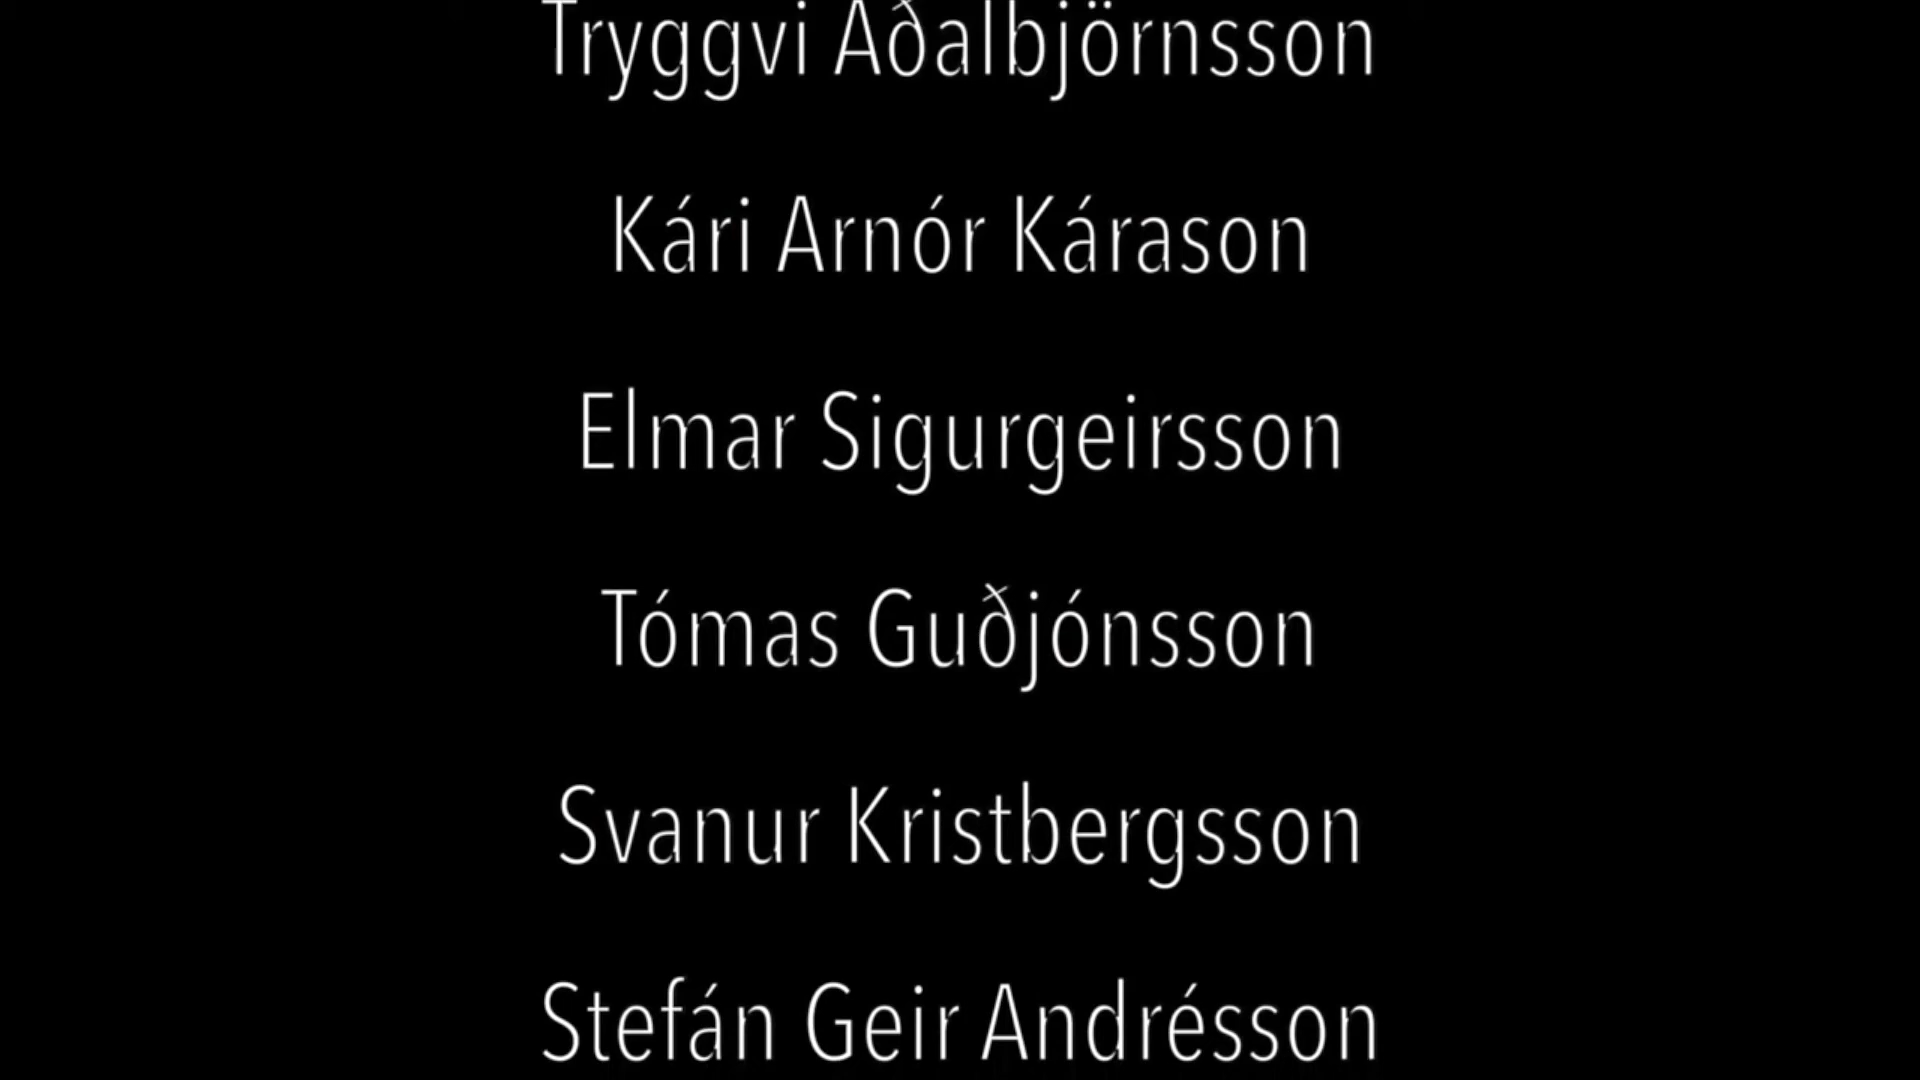 Tryggvi Aðalbjörnsson
Kári Arnór Kárason
Elmar Sigurgeirsson
Tómas Guðjónsson
Svanur Kristbergsson
Stefán Geir Andrésson